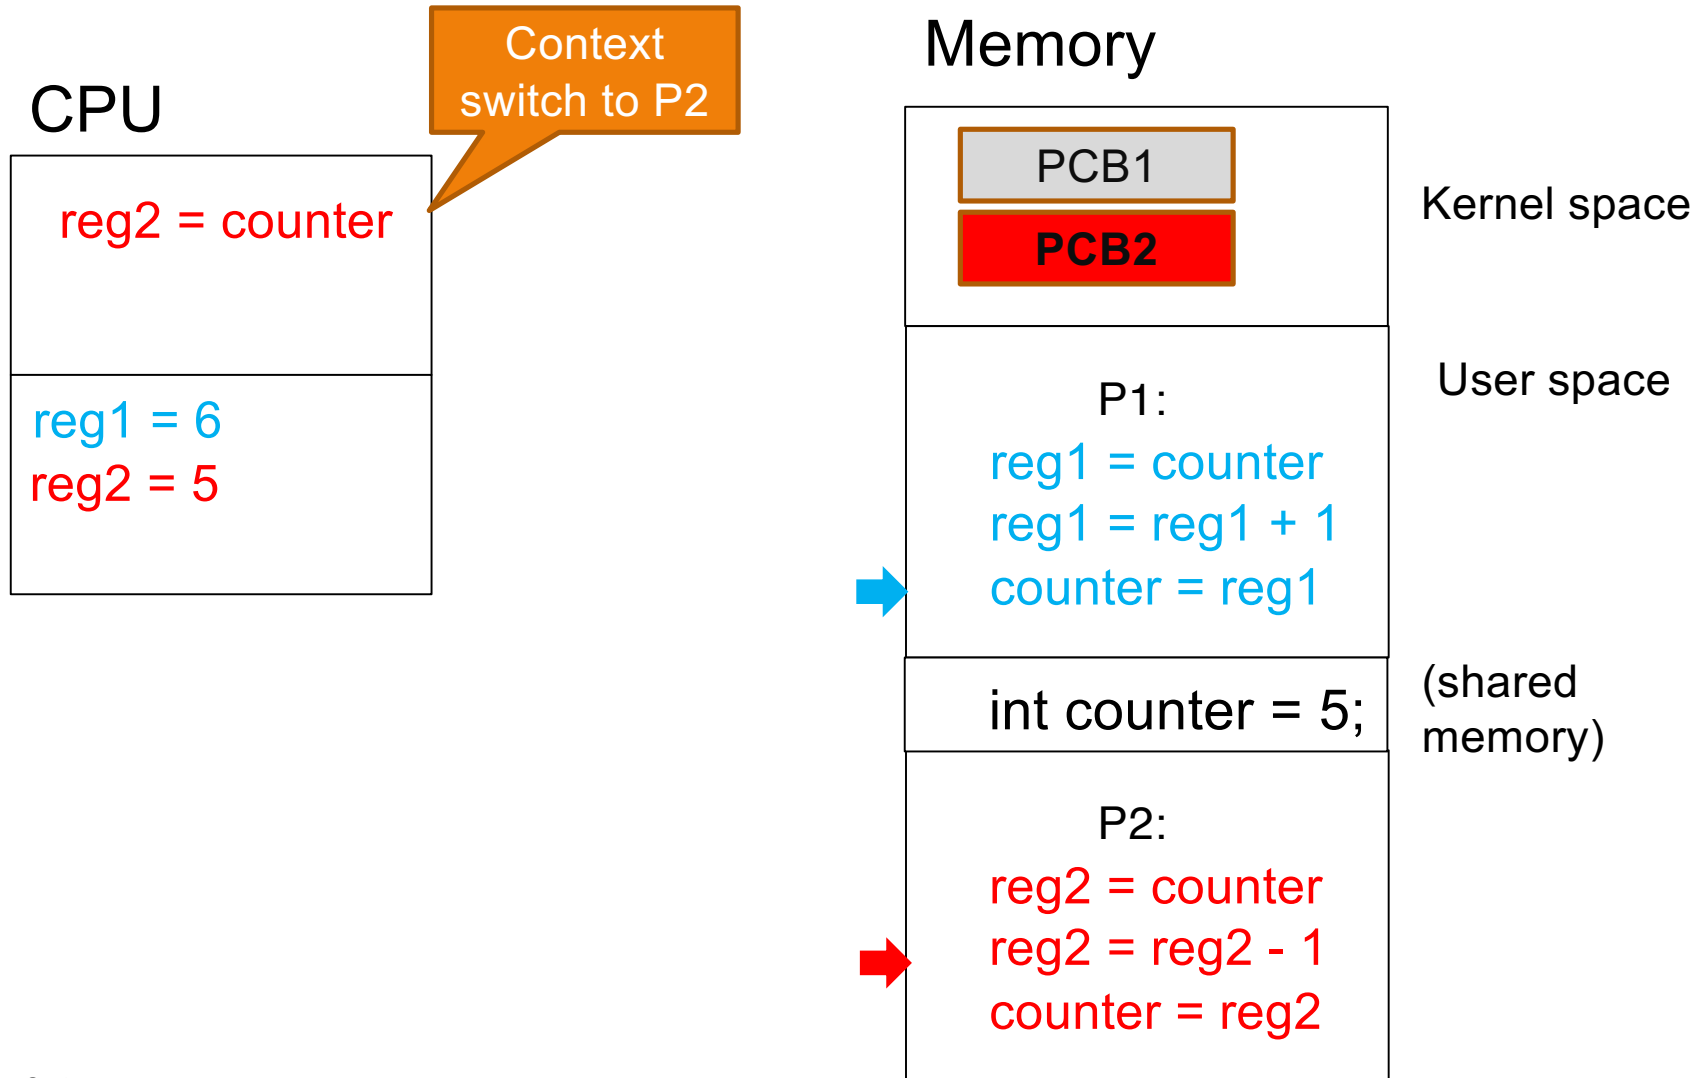 Context
switch to P2
CPU
reg2 = counter
reg1 = 6
reg2 = 5
Memory
PCB1
PCB2
Kernel space
User space
P1:
reg1 = counter
reg1 = reg1 + 1
counter = reg1
int counter = 5;
(shared
memory)
P2:
reg2 = counter
reg2 = reg2 - 1
counter = reg2